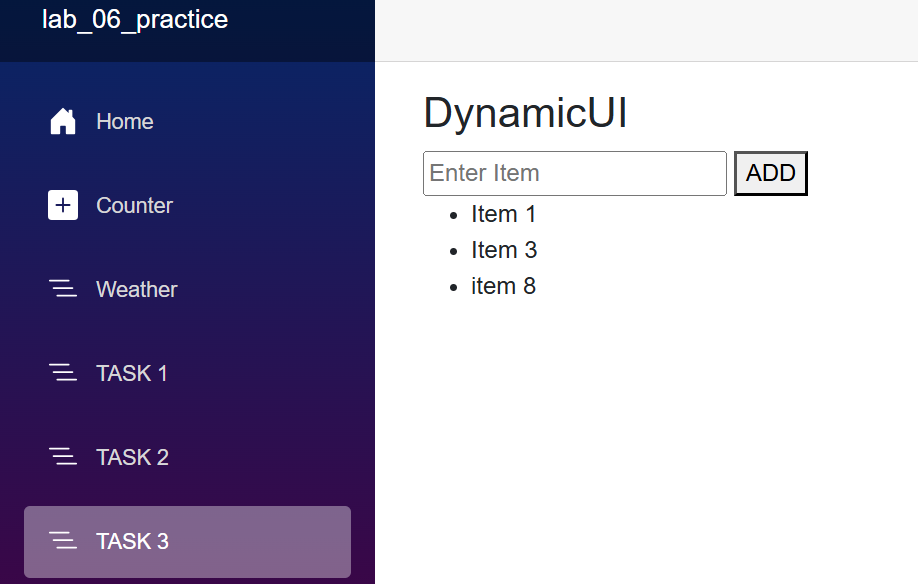 lab_06_practice
Home
Counter
Weather
TASK 1
TASK 2
TASK 3
DynamicUI
Enter Item ADD
Item 1
Item 3
item 8